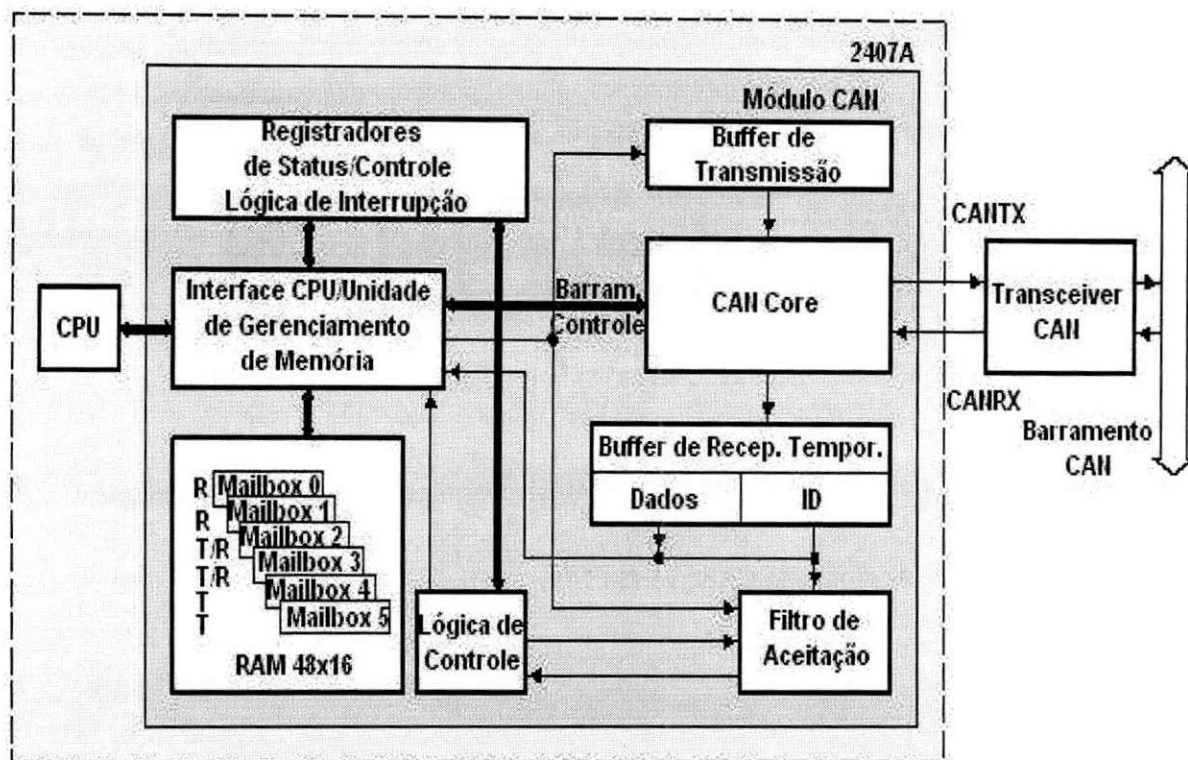 2407A
Módulo CAN
Registradores
de Status/Controle
Lógica de Interrupção
Buffer de
Transmissão
CANTX
Interface CPU/Unidade
de Gerenciamento
de Memória
Barram.
Controle
CAN Core
Transceiver
CAN
CPU
CANRX
Barramento
CAN
Buffer de Recep. Tempor.
Dados
ID
R
R
T/R
T/R
T
T
Mailbox 0
Mailbox 1
Mailbox 2
Mailbox 3
Mailbox 4
Mailbox 5
RAM 48x16
Lógica de
Controle
Filtro de
Aceitação